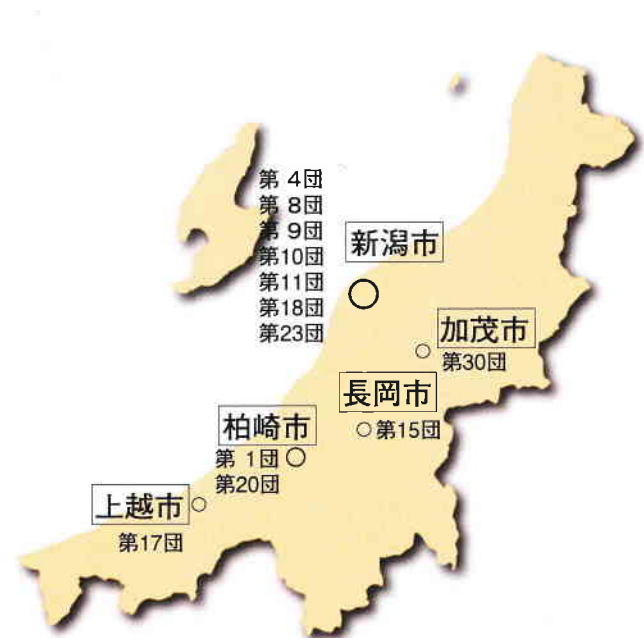 第 4団
第 8団
第 9団
第10団
第11団
第18団
第23団
新潟市
加茂市
第30団
長岡市
第15団
柏崎市
第 1団
第20団
上越市
第17団